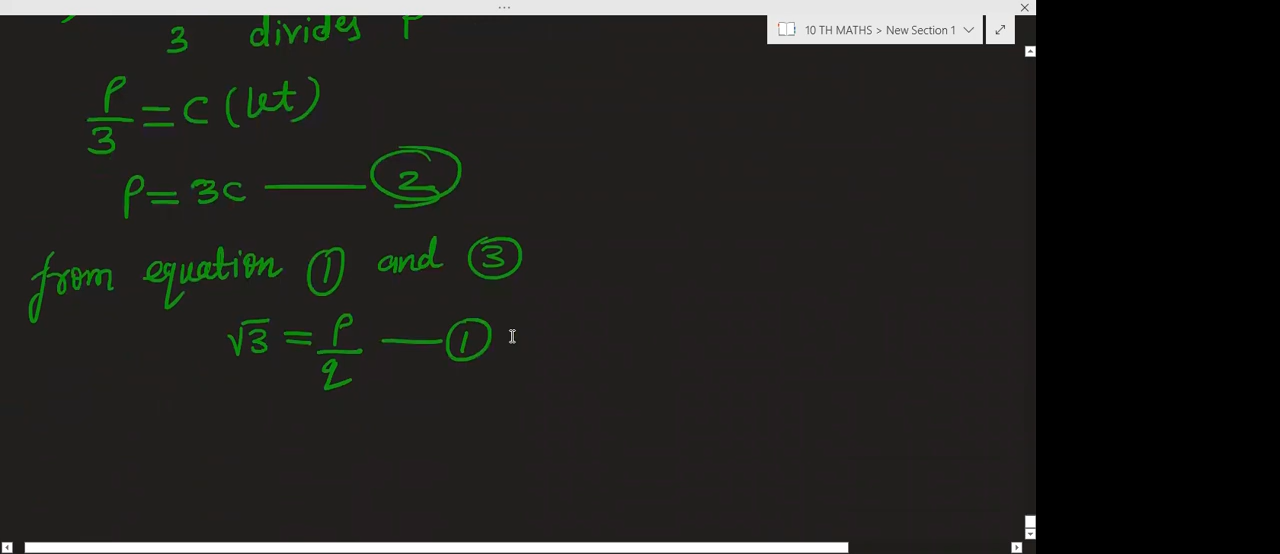 10 TH MATHS > New Section 1
3 divides P
P/3 = C (let)
P = 3C —— 2
from equation 1 and 3
√3 = P/q —— 1